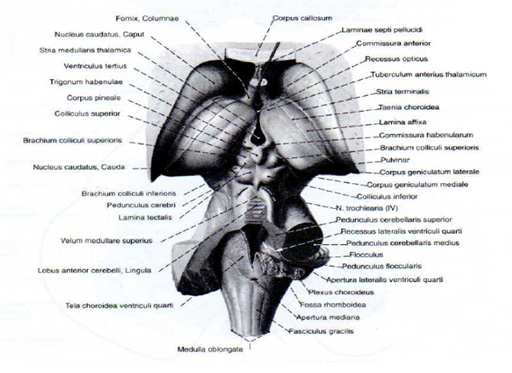 Fornix, Columnae
Nucleus caudatus, Caput
Stria medullaris thalamica
Ventriculus tertius
Trigonum habenulae
Corpus pineale
Colliculus superior
Brachium colliculi superioris
Nucleus caudatus, Cauda
Brachium colliculi inferioris
Pedunculus cerebri
Lamina tectalis
Velum medullare superius
Lobus anterior cerebelli, Lingula
Tela choroidea ventriculi quarti
Medulla oblongata
Corpus callosum
Laminae septi pellucidi
Commissura anterior
Recessus opticus
Tuberculum anterius thalamicum
Stria terminalis
Taenia choroidea
Lamina affixa
Commissura habenularum
Brachium colliculi superioris
Pulvinar
Corpus geniculatum laterale
Corpus geniculatum mediale
Colliculus inferior
N. trochlearis (IV)
Pedunculus cerebellaris superior
Recessus lateralis ventriculi quarti
Pedunculus cerebellaris medius
Flocculus
Pedunculus floccularis
Apertura lateralis ventriculi quarti
Plexus choroideus
Fossa rhomboidea
Apertura mediana
Fasciculus gracilis